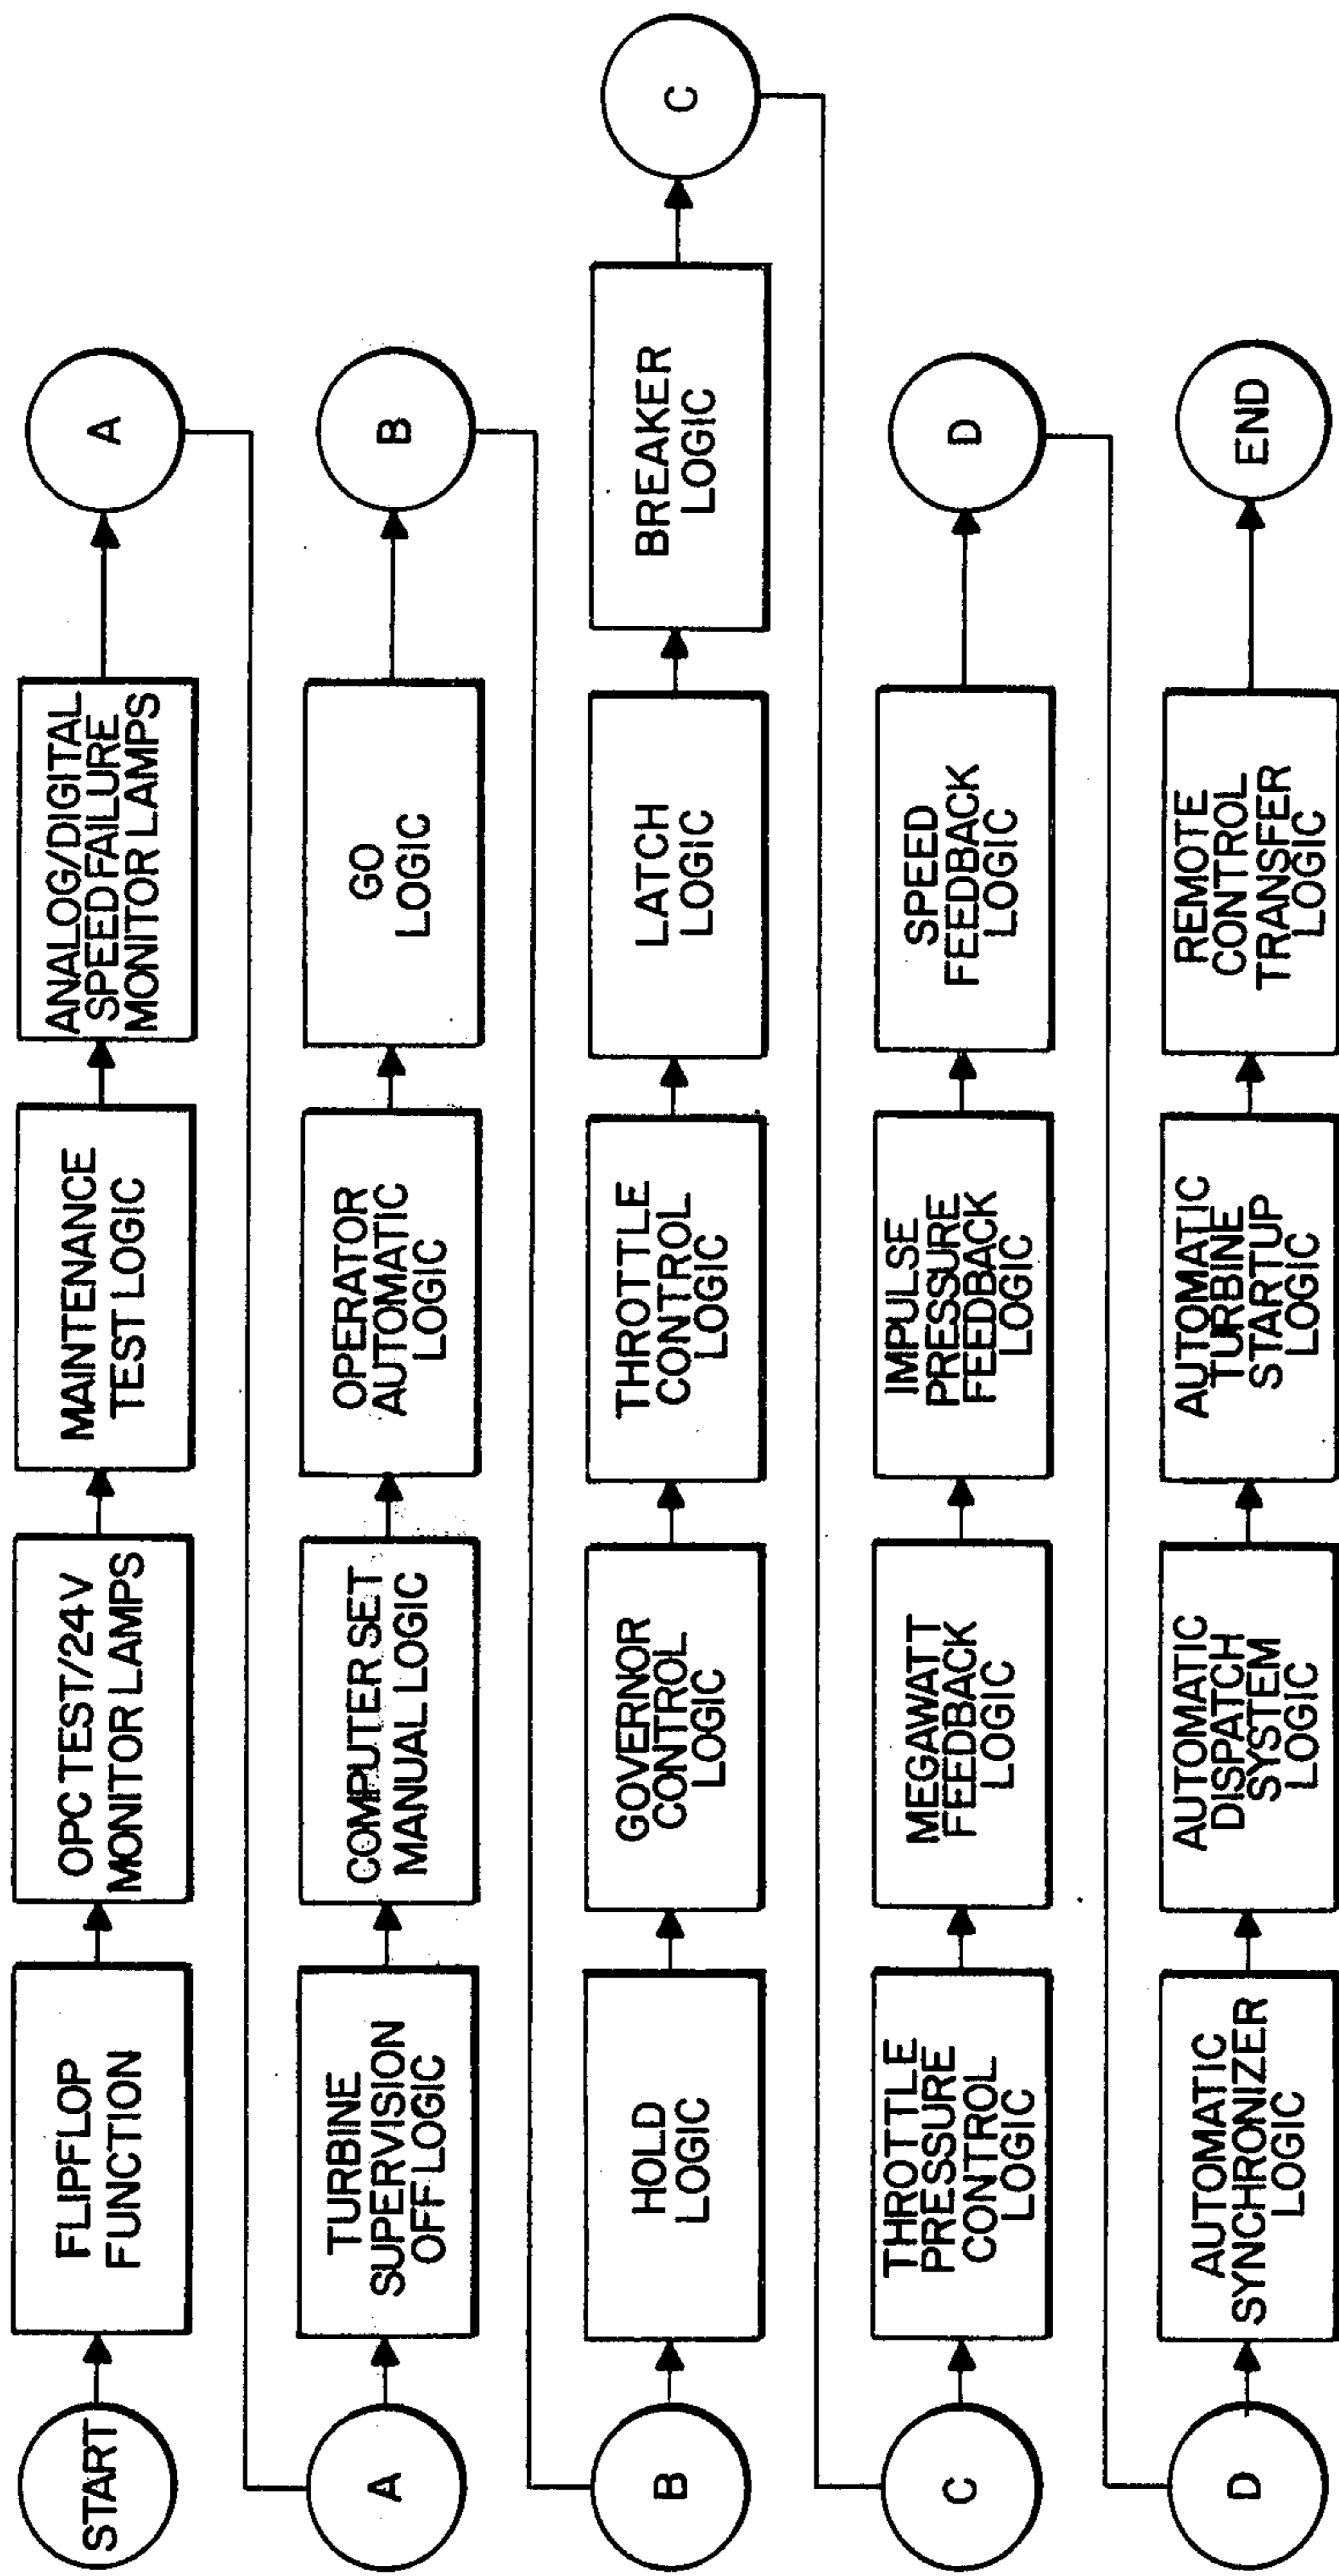 START
FLIPFLOP
FUNCTION
OPC TEST/24V
MONITOR LAMPS
MAINTENANCE
TEST LOGIC
ANALOG/DIGITAL
SPEED FAILURE
MONITOR LAMPS
A
A
TURBINE
SUPERVISION
OFF LOGIC
COMPUTER SET
MANUAL LOGIC
OPERATOR
AUTOMATIC
LOGIC
GO
LOGIC
B
B
HOLD
LOGIC
GOVERNOR
CONTROL
LOGIC
THROTTLE
CONTROL
LOGIC
LATCH
LOGIC
BREAKER
LOGIC
C
C
THROTTLE
PRESSURE
CONTROL
LOGIC
MEGAWATT
FEEDBACK
LOGIC
IMPULSE
PRESSURE
FEEDBACK
LOGIC
SPEED
FEEDBACK
LOGIC
D
D
AUTOMATIC
SYNCHRONIZER
LOGIC
AUTOMATIC
DISPATCH
SYSTEM
LOGIC
AUTOMATIC
TURBINE
STARTUP
LOGIC
REMOTE
CONTROL
TRANSFER
LOGIC
END